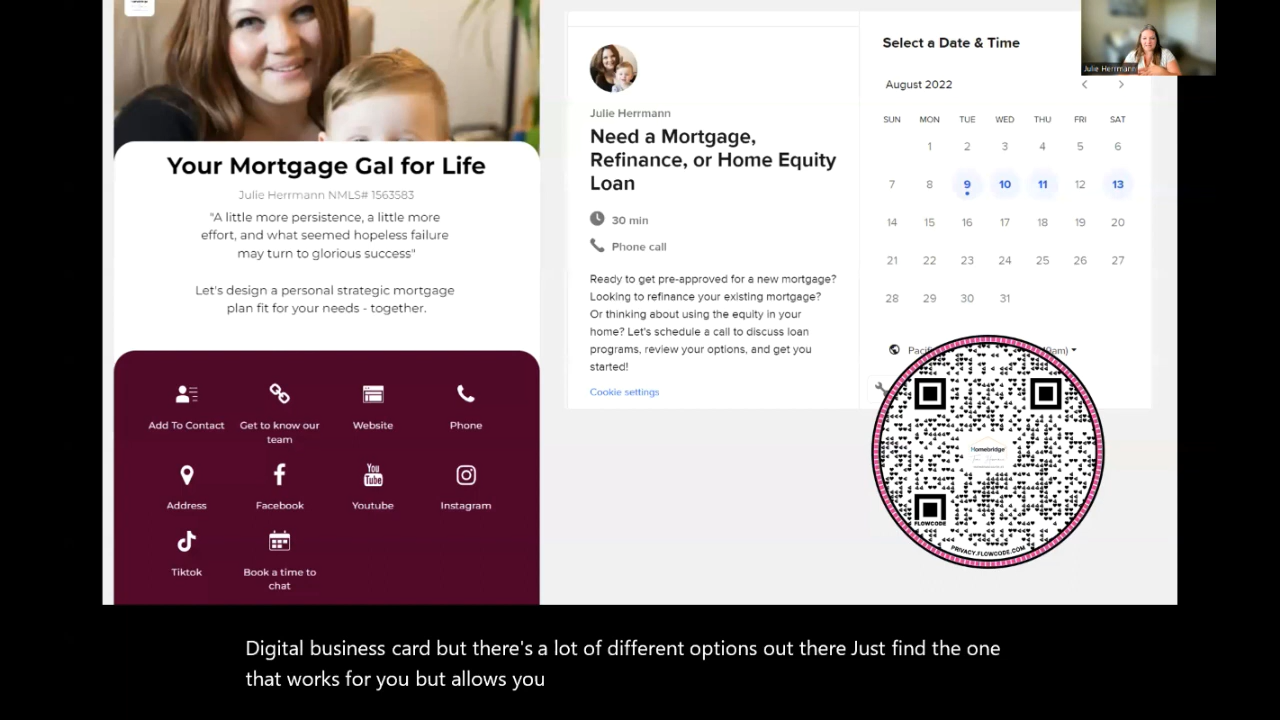 Your Mortgage Gal for Life
Julie Herrmann NMLS# 1563583
"A little more persistence, a little more
effort, and what seemed hopeless failure
may turn to glorious success"
Let's design a personal strategic mortgage
plan fit for your needs - together.
Add To Contact
Get to know our
team
Website
Phone
Address
Facebook
You
Tube
Youtube
Instagram
Tiktok
Book a time to
chat
Julie Herrmann
Need a Mortgage,
Refinance, or Home Equity
Loan
30 min
Phone call
Ready to get pre-approved for a new mortgage?
Looking to refinance your existing mortgage?
Or thinking about using the equity in your
home? Let's schedule a call to discuss loan
programs, review your options, and get you
started!
Cookie settings
Select a Date & Time
August 2022
SUN MON TUE WED THU FRI SAT
1 2 3 4 5 6
7 8 9 10 11 12 13
14 15 16 17 18 19 20
21 22 23 24 25 26 27
28 29 30 31
Julie Herrmann
Homebridge
FLOWCODE
PRIVACY.FLOWCODE.COM
Digital business card but there's a lot of different options out there Just find the one
that works for you but allows you